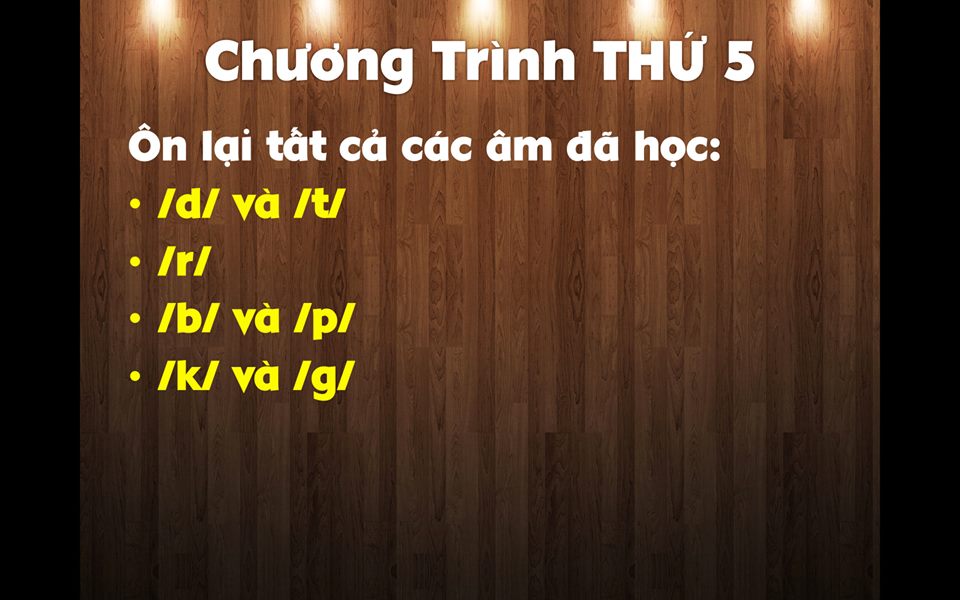 Chương Trình THỨ 5
Ôn lại tất cả các âm đã học:
• /d/ và /t/
• /r/
• /b/ và /p/
• /k/ và /g/